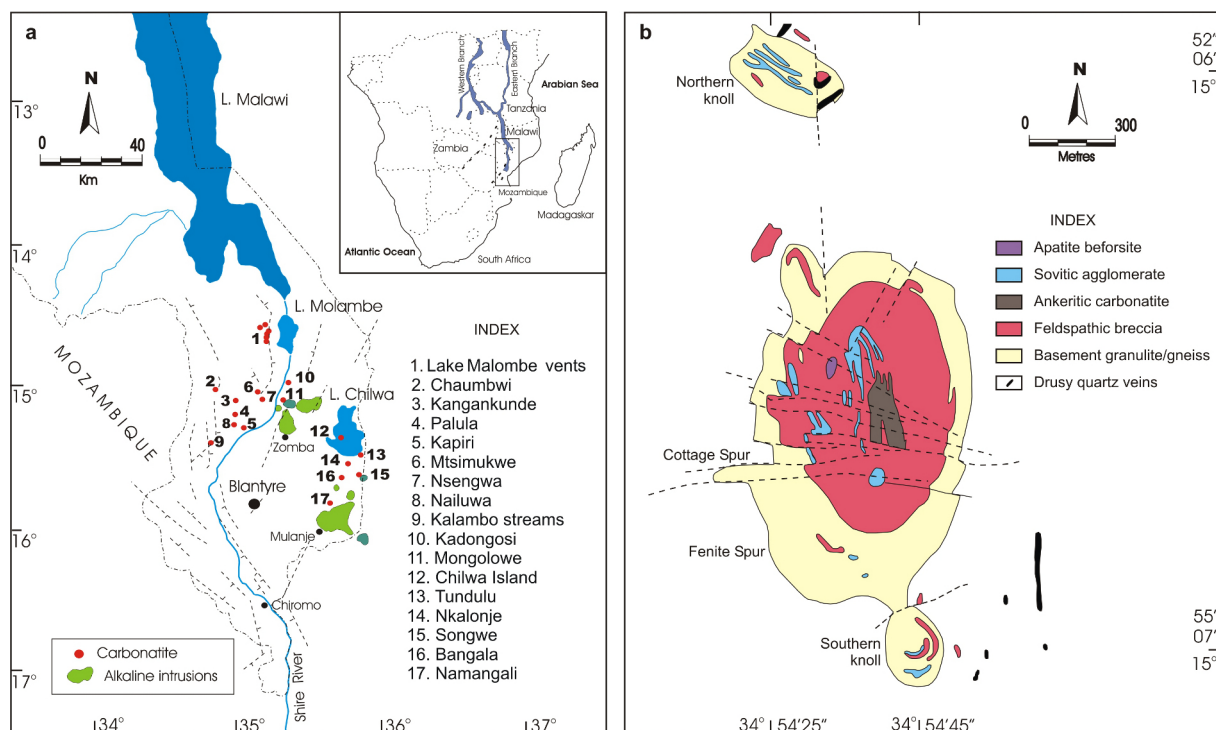 a
N
0 40
Km
13°
14°
15°
16°
17°
34°
35°
36°
37°
L. Malawi
L. Molambe
L. Chilwa
MOZAMBIQUE
1
2
3
4
5
6
7
8
9
10
11
12
13
14
15
16
17
Zomba
Blantyre
Mulanje
Chiromo
Shire River
Carbonatite
Alkaline intrusions
Western Branch
Eastern Branch
Arabian Sea
Tanzania
Malawi
Zambia
Mozambique
Madagaskar
Atlantic Ocean
South Africa
INDEX
1. Lake Malombe vents
2. Chaumbwi
3. Kangankunde
4. Palula
5. Kapiri
6. Mtsimukwe
7. Nsengwa
8. Nailuwa
9. Kalambo streams
10. Kadongosi
11. Mongolowe
12. Chilwa Island
13. Tundulu
14. Nkalonje
15. Songwe
16. Bangala
17. Namangali
b
Northern
knoll
N
0 300
Metres
52"
06'
15°
INDEX
Apatite beforsite
Sovitic agglomerate
Ankeritic carbonatite
Feldspathic breccia
Basement granulite/gneiss
Drusy quartz veins
Cottage Spur
Fenite Spur
Southern
knoll
55"
07'
15°
34° 54'25"
34° 54'45"